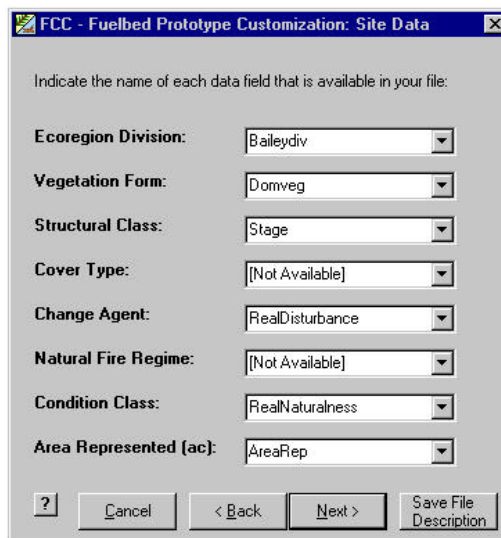 FCC - Fuelbed Prototype Customization: Site Data
Indicate the name of each data field that is available in your file:
Ecoregion Division: Baileydiv
Vegetation Form: Domveg
Structural Class: Stage
Cover Type: [Not Available]
Change Agent: RealDisturbance
Natural Fire Regime: [Not Available]
Condition Class: RealNaturalness
Area Represented (ac): AreaRep
? Cancel < Back Next > Save File
Description